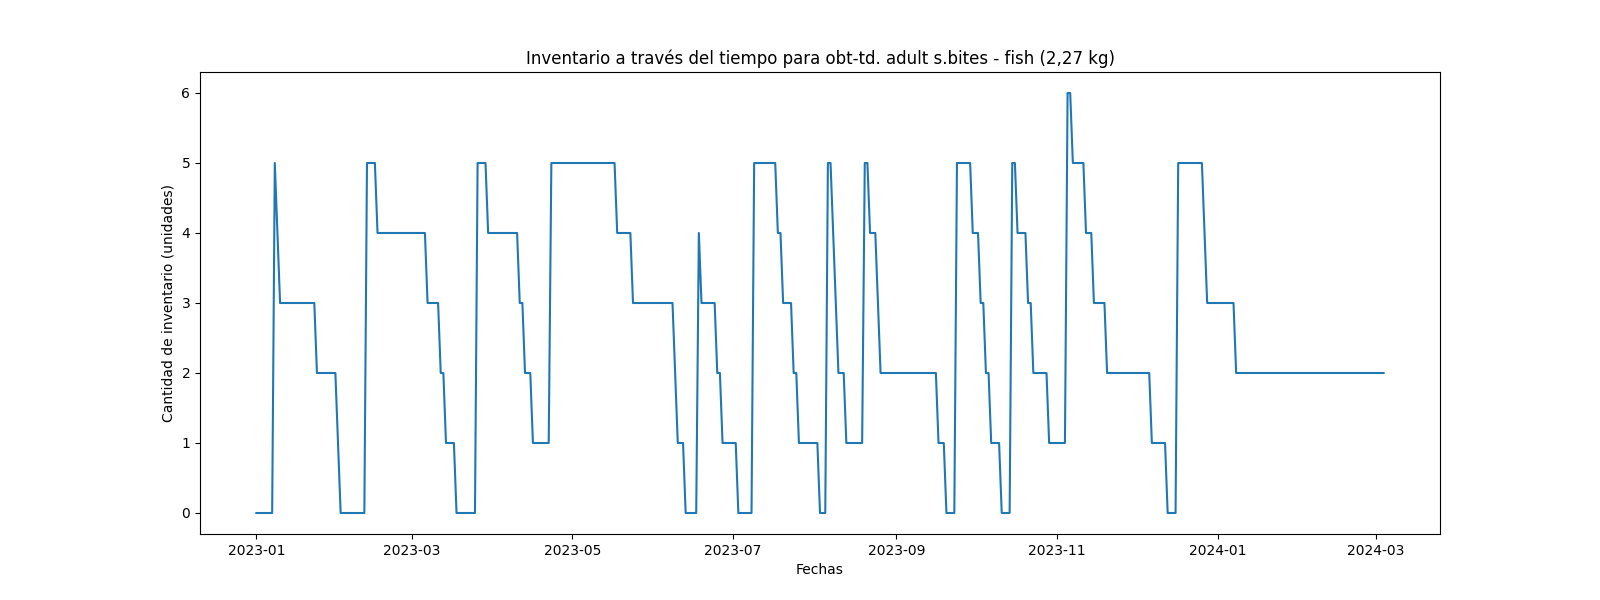 Inventario a través del tiempo para obt-td. adult s.bites - fish (2,27 kg)
Cantidad de inventario (unidades)
6
5
4
3
2
1
0
2023-01 2023-03 2023-05 2023-07 2023-09 2023-11 2024-01 2024-03
Fechas